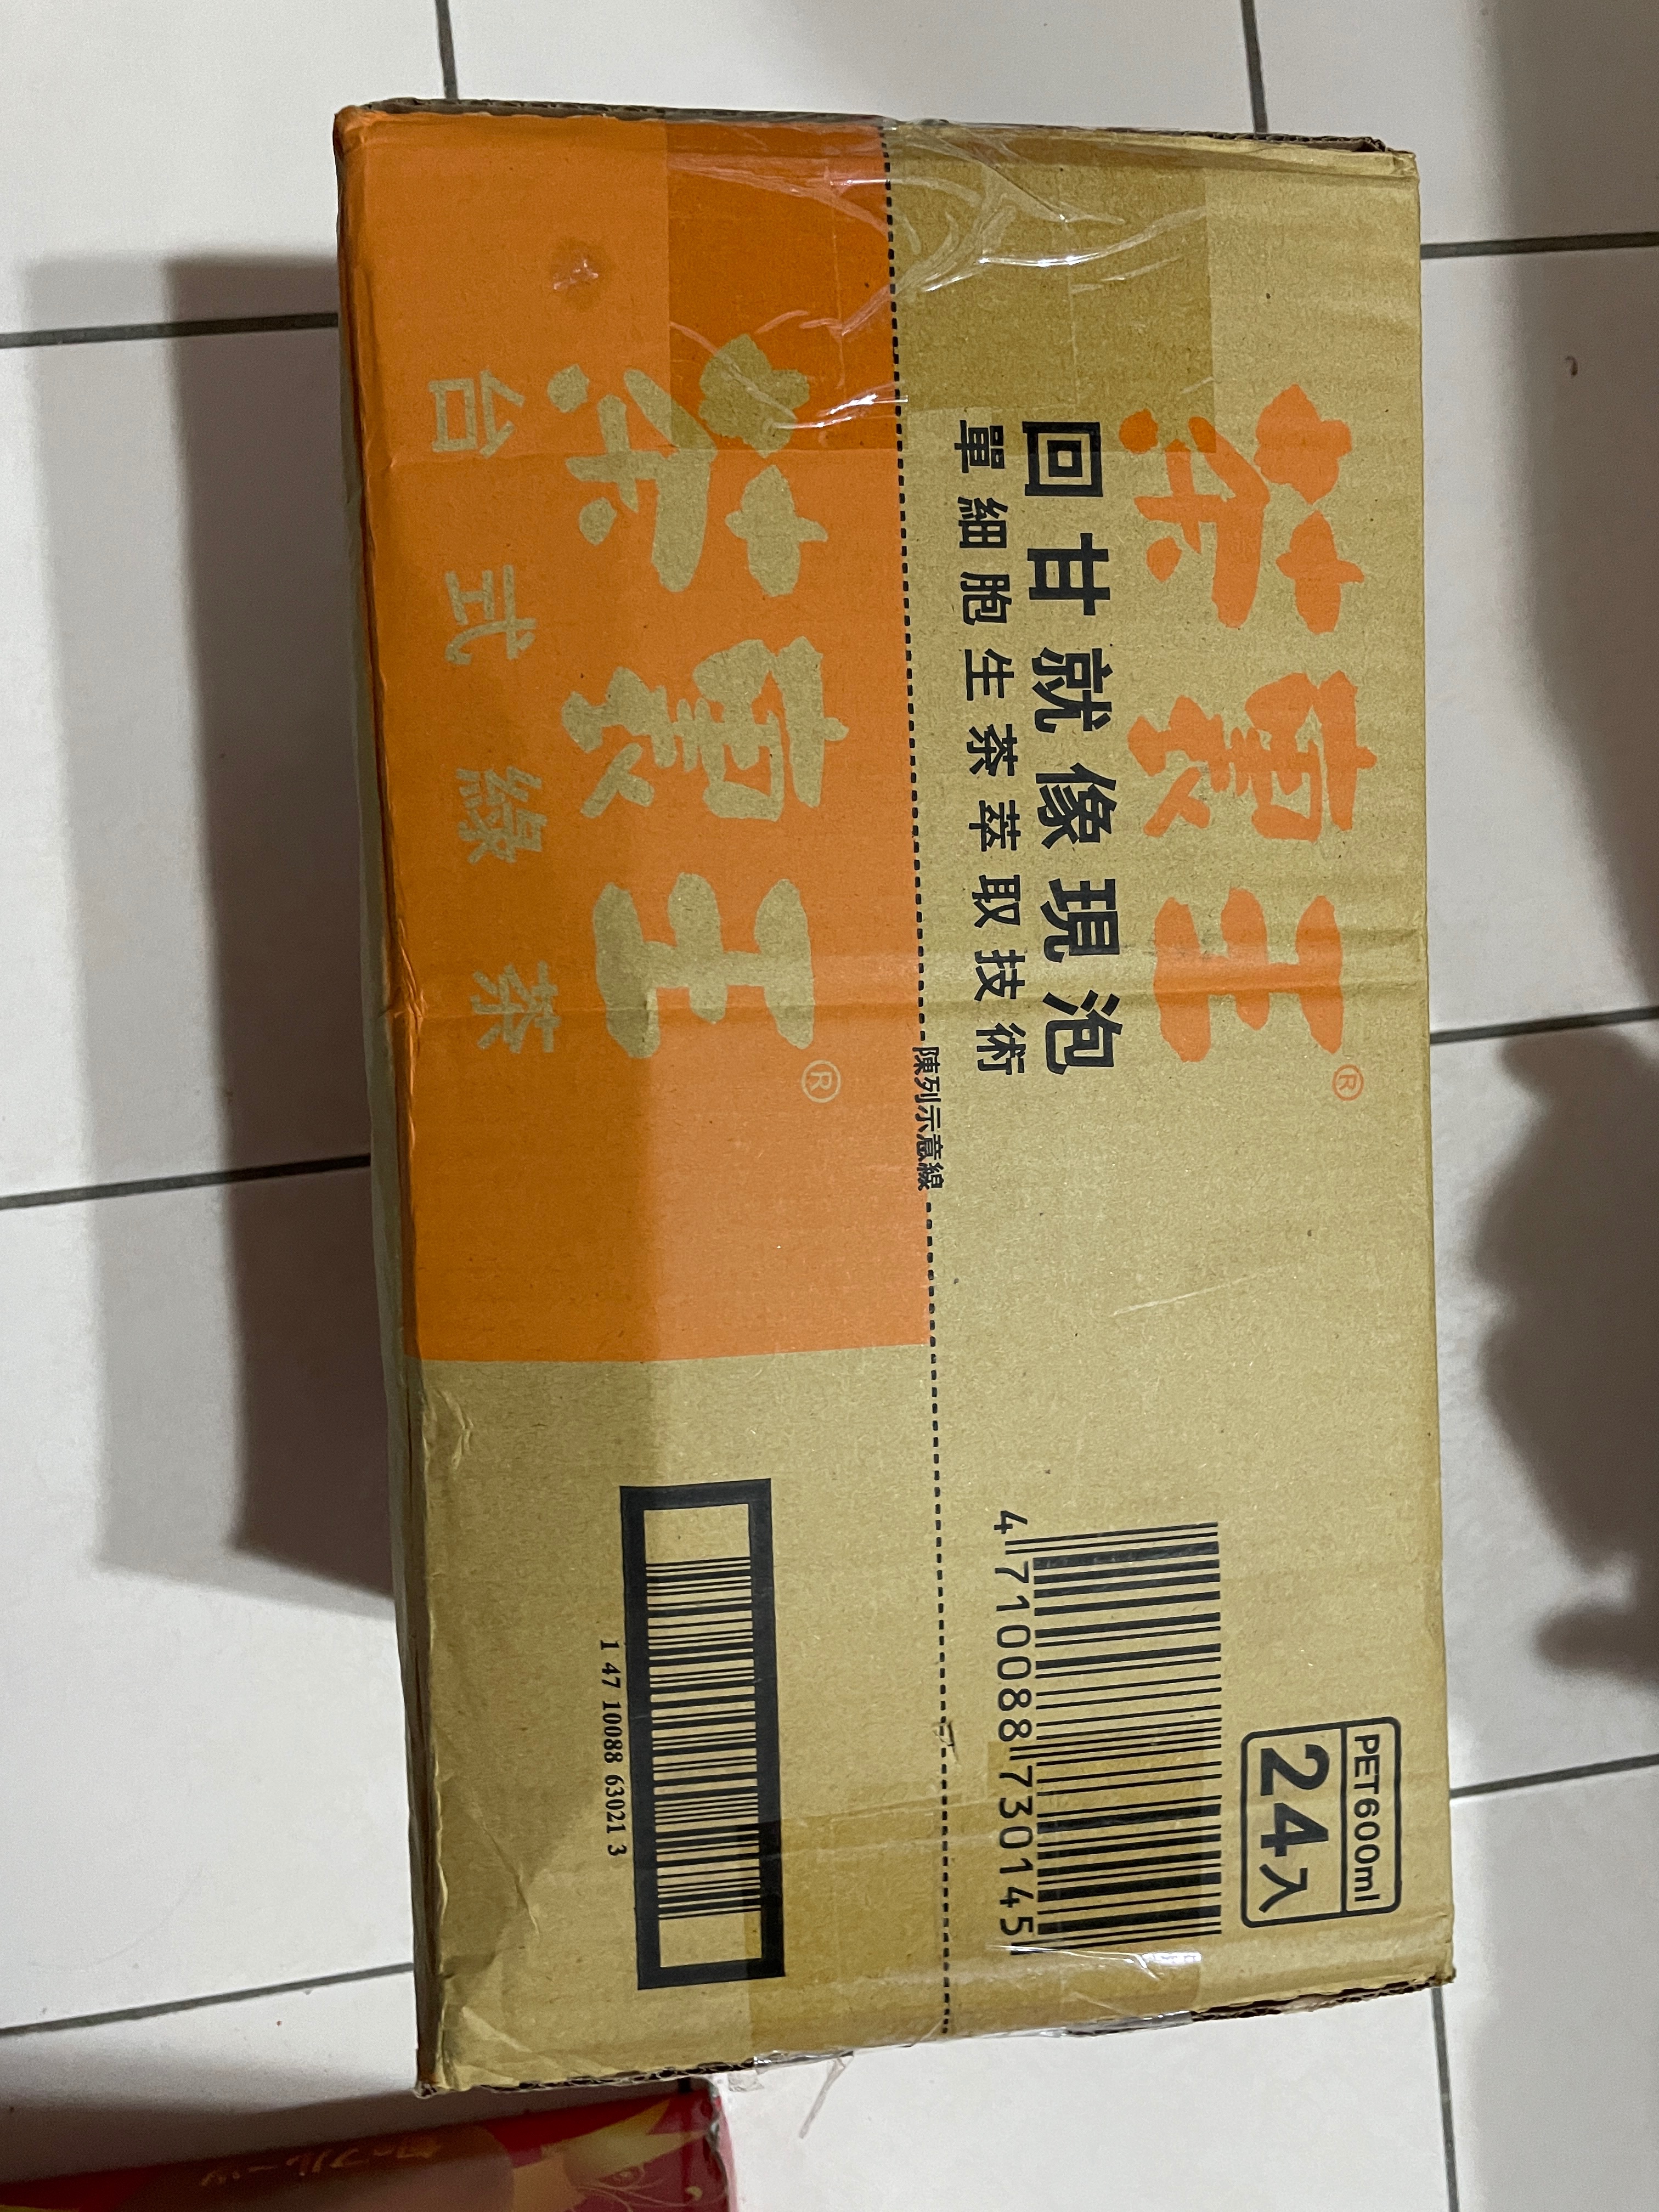 茶裏王®
PET600ml
24入
回甘就像現泡
單細胞生茶萃取技術
4 710088 730145
陳列示意線
茶裏王®
台式綠茶
1 47 10088 63021 3